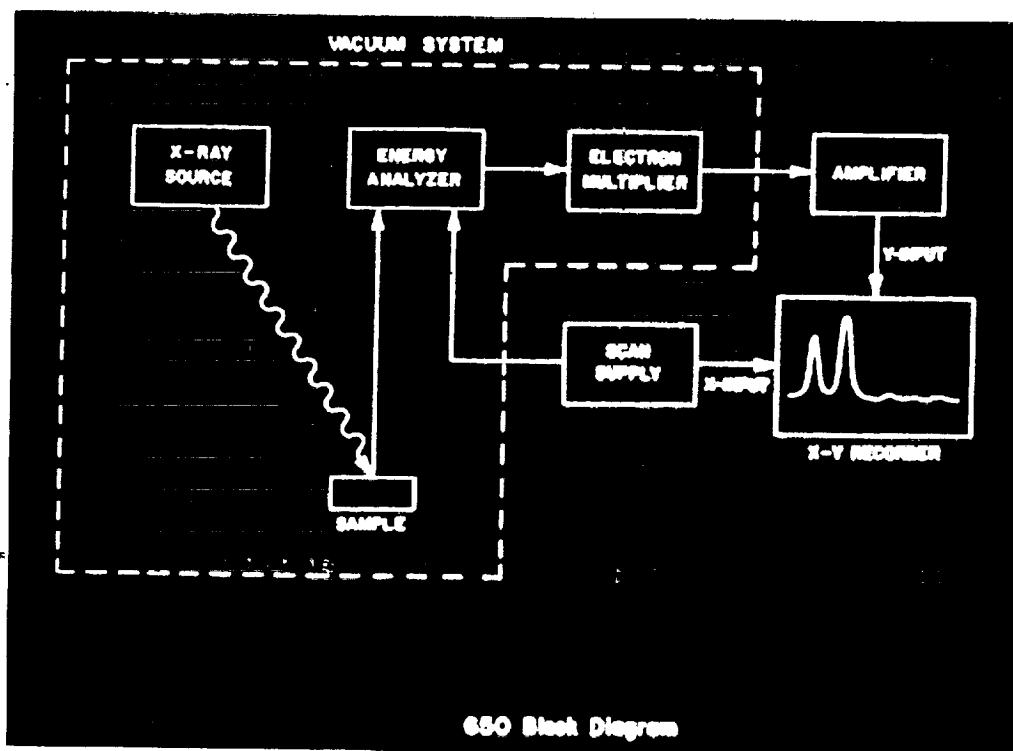 VACUUM SYSTEM
X-RAY
SOURCE
ENERGY
ANALYZER
ELECTRON
MULTIPLIER
AMPLIFIER
Y-INPUT
SCAN
SUPPLY
X-INPUT
X-Y RECORDER
SAMPLE
650 Block Diagram